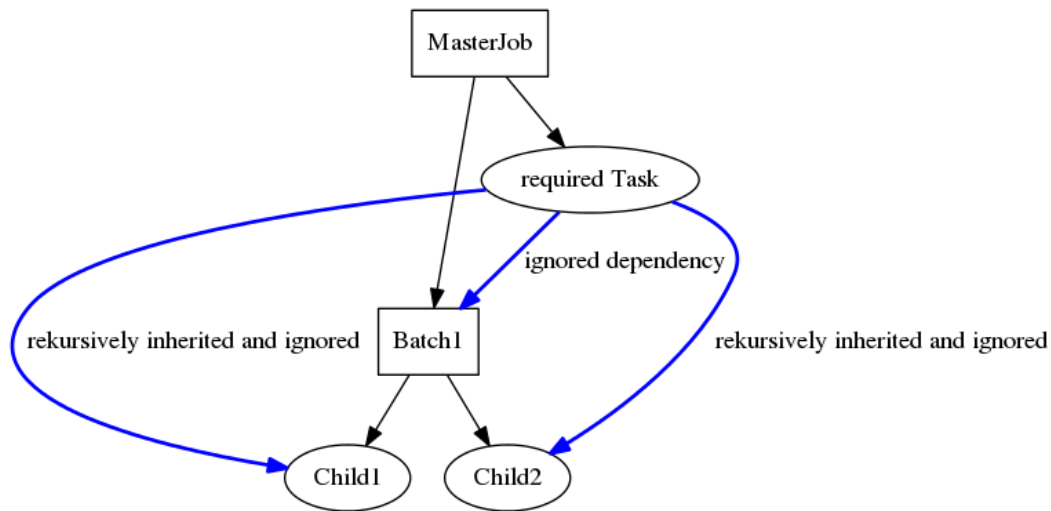 MasterJob
required Task
ignored dependency
rekursively inherited and ignored
Batch1
rekursively inherited and ignored
Child1
Child2